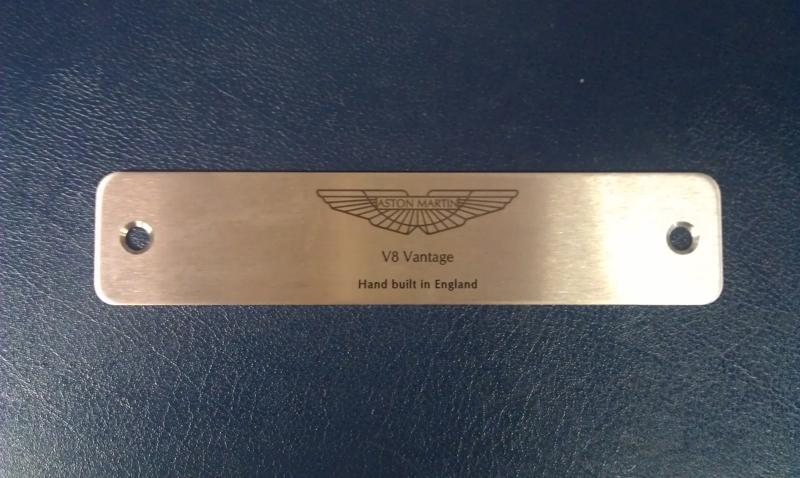 ASTON MARTIN
V8 Vantage
Hand built in England